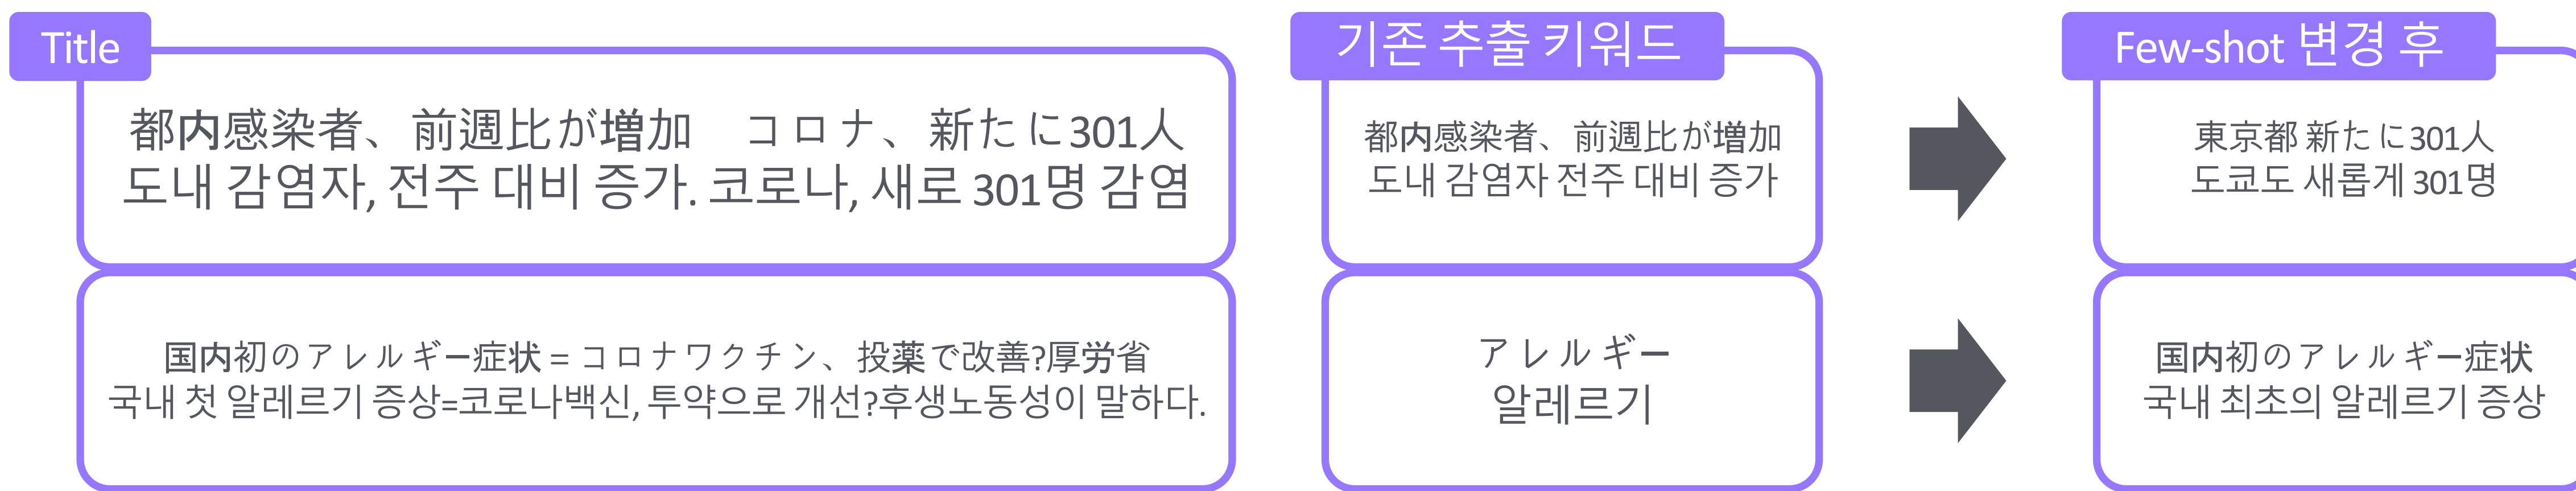 Title
기존 추출 키워드
Few-shot 변경 후
都内感染者、前週比が増加　コロナ、新たに301人
도내 감염자, 전주 대비 증가. 코로나, 새로 301명 감염
都内感染者、前週比が増加
도내 감염자 전주 대비 증가
東京都 新たに301人
도쿄도 새롭게 301명
国内初のアレルギー症状 = コロナワクチン、投薬で改善?厚労省
국내 첫 알레르기 증상=코로나백신, 투약으로 개선?후생노동성이 말하다.
アレルギー
알레르기
国内初のアレルギー症状
국내 최초의 알레르기 증상